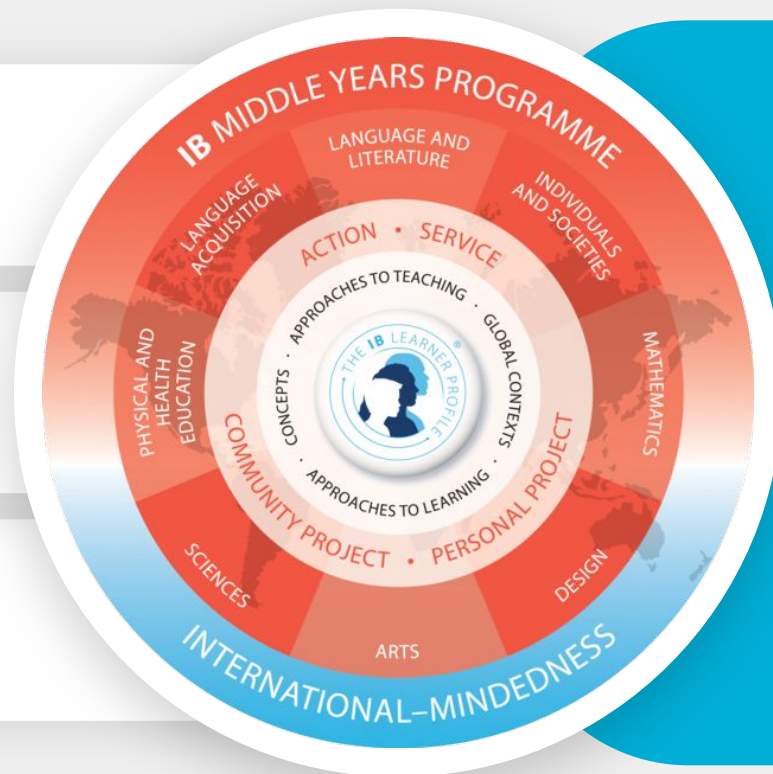 IB MIDDLE YEARS PROGRAMME
LANGUAGE AND
LITERATURE
INDIVIDUALS
AND SOCIETIES
MATHEMATICS
DESIGN
ARTS
SCIENCES
PHYSICAL AND
HEALTH
EDUCATION
LANGUAGE
ACQUISITION
ACTION • SERVICE
PERSONAL PROJECT
•
COMMUNITY PROJECT
APPROACHES TO TEACHING ·
GLOBAL CONTEXTS ·
APPROACHES TO LEARNING ·
CONCEPTS ·
THE IB LEARNER PROFILE ®
INTERNATIONAL–MINDEDNESS